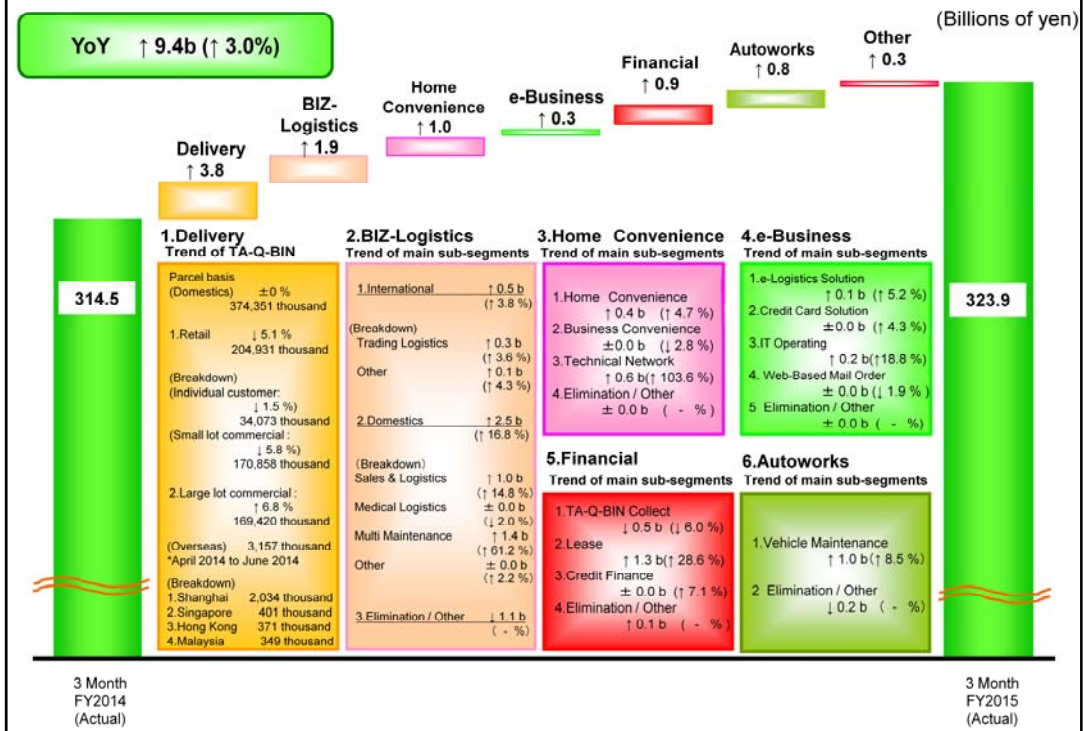 (Billions of yen)
YoY ↑ 9.4b (↑ 3.0%)
Delivery
↑ 3.8
BIZ-
Logistics
↑ 1.9
Home
Convenience
↑ 1.0
e-Business
↑ 0.3
Financial
↑ 0.9
Autoworks
↑ 0.8
Other
↑ 0.3
314.5
3 Month
FY2014
(Actual)
1.Delivery
Trend of TA-Q-BIN
Parcel basis
(Domestics) ±0 %
374,351 thousand
1.Retail ↓ 5.1 %
204,931 thousand
(Breakdown)
(Individual customer:
↓ 1.5 %)
34,073 thousand
(Small lot commercial :
↓ 5.8 %)
170,858 thousand
2.Large lot commercial :
↑ 6.8 %
169,420 thousand
(Overseas) 3,157 thousand
*April 2014 to June 2014
(Breakdown)
1.Shanghai 2,034 thousand
2.Singapore 401 thousand
3.Hong Kong 371 thousand
4.Malaysia 349 thousand
2.BIZ-Logistics
Trend of main sub-segments
1.International ↑ 0.5 b
(↑ 3.8 %)
(Breakdown)
Trading Logistics ↑ 0.3 b
(↑ 3.6 %)
Other ↑ 0.1 b
(↑ 4.3 %)
2.Domestics ↑ 2.5 b
(↑ 16.8 %)
(Breakdown)
Sales & Logistics ↑ 1.0 b
(↑ 14.8 %)
Medical Logistics ± 0.0 b
(↓ 2.0 %)
Multi Maintenance ↑ 1.4 b
(↑ 61.2 %)
Other ± 0.0 b
(↑ 2.2 %)
3.Elimination / Other ↓ 1.1 b
( - %)
3.Home Convenience
Trend of main sub-segments
1.Home Convenience
↑ 0.4 b (↑ 4.7 %)
2.Business Convenience
±0.0 b (↓ 2.8 %)
3.Technical Network
↑ 0.6 b(↑ 103.6 %)
4.Elimination / Other
± 0.0 b ( - %)
4.e-Business
Trend of main sub-segments
1.e-Logistics Solution
↑ 0.1 b (↑ 5.2 %)
2.Credit Card Solution
±0.0 b (↑ 4.3 %)
3.IT Operating
↑ 0.2 b(↑18.8 %)
4. Web-Based Mail Order
± 0.0 b (↓ 1.9 %)
5 Elimination / Other
± 0.0 b ( - %)
5.Financial
Trend of main sub-segments
1.TA-Q-BIN Collect
↓ 0.5 b (↓ 6.0 %)
2.Lease
↑ 1.3 b(↑ 28.6 %)
3.Credit Finance
± 0.0 b (↑ 7.1 %)
4.Elimination / Other
↑ 0.1 b ( - %)
6.Autoworks
Trend of main sub-segments
1.Vehicle Maintenance
↑ 1.0 b(↑ 8.5 %)
2 Elimination / Other
↓ 0.2 b ( - %)
323.9
3 Month
FY2015
(Actual)